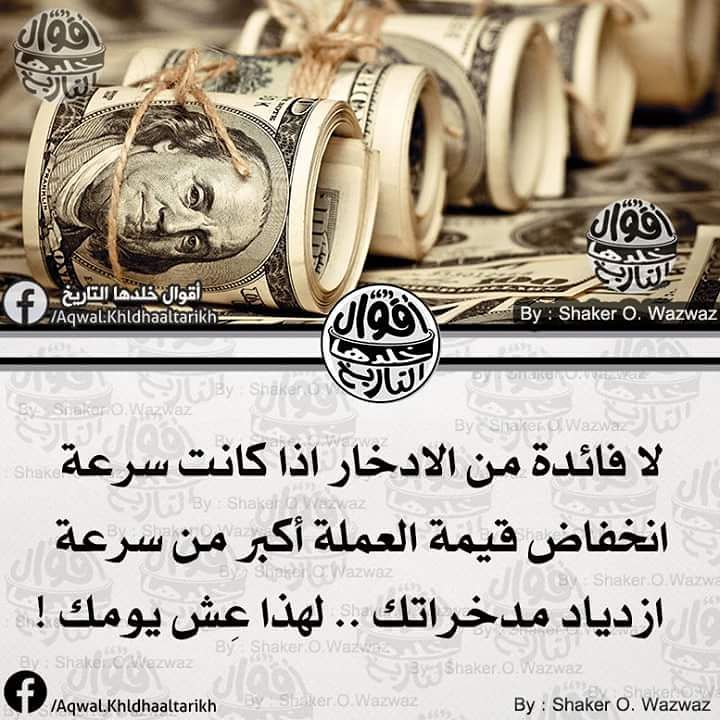 أقوال
خلدها
التاريخ
أقوال
خلدها
التاريخ
أقوال خلدها التاريخ
/Aqwal.Khldhaaltarikh
By : Shaker O. Wazwaz
أقوال
خلدها
التاريخ
لا فائدة من الادخار اذا كانت سرعة
انخفاض قيمة العملة أكبر من سرعة
ازدياد مدخراتك .. لهذا عِش يومك !
/Aqwal.Khldhaaltarikh
By : Shaker O. Wazwaz